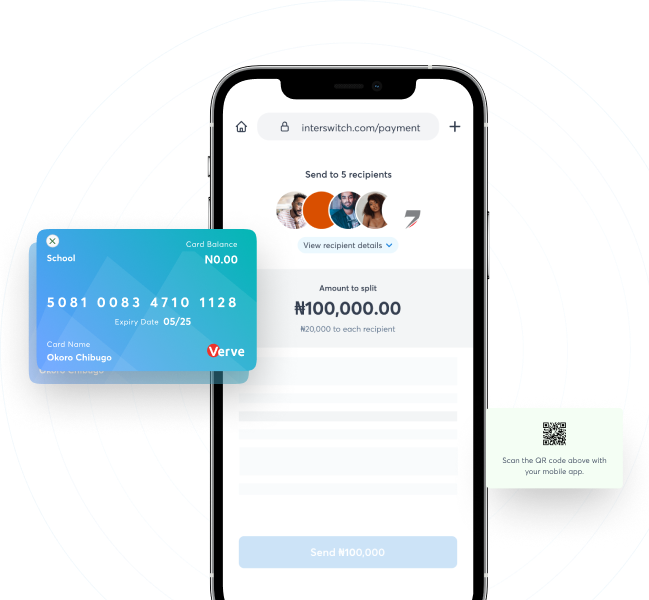 interswitch.com/payment
Send to 5 recipients
View recipient details
Amount to split
₦100,000.00
₦20,000 to each recipient
Send ₦100,000
Card Balance
School
N0.00
5081 0083 4710 1128
Expiry Date 05/25
Card Name
Okoro Chibugo
Verve
Okoro Chibugo
Scan the QR code above with
your mobile app.